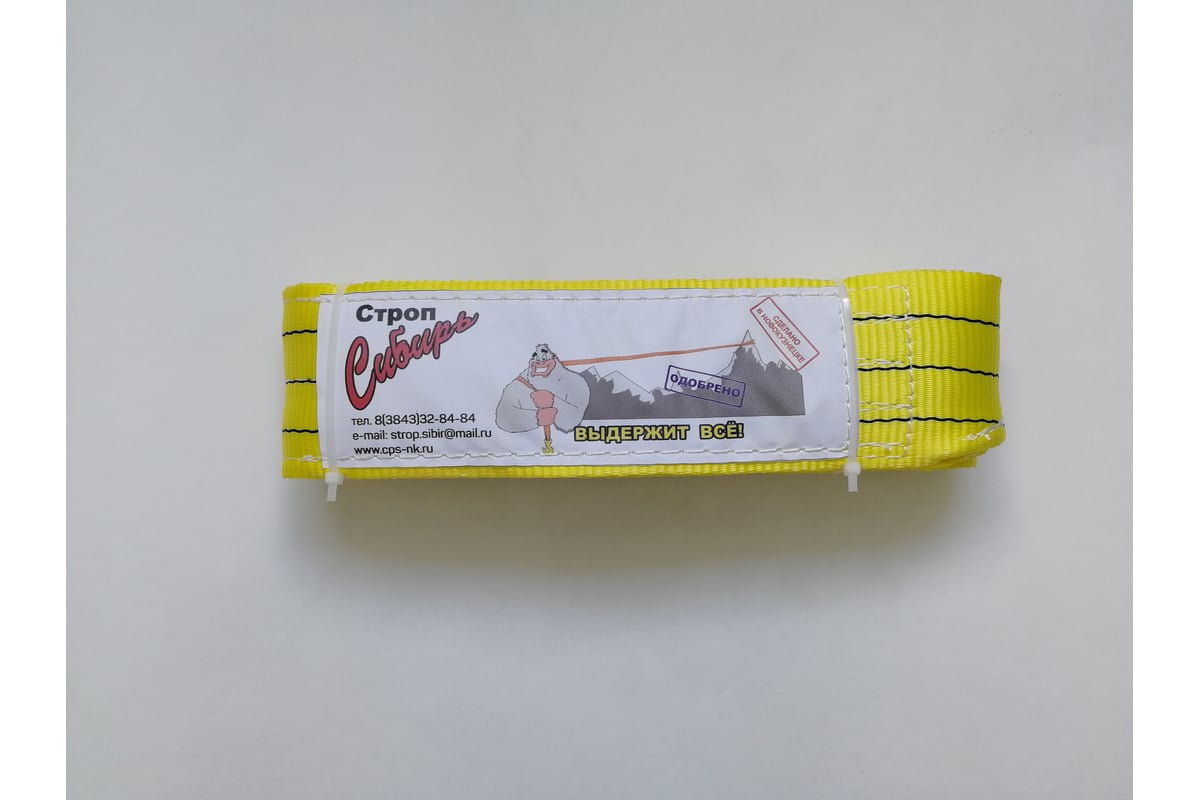 Строп
Сибирь
тел. 8(3843)32-84-84
e-mail: strop.sibir@mail.ru
www.cps-nk.ru
СДЕЛАНО
В НОВОКУЗНЕЦКЕ
ОДОБРЕНО
ВЫДЕРЖИТ ВСЁ!